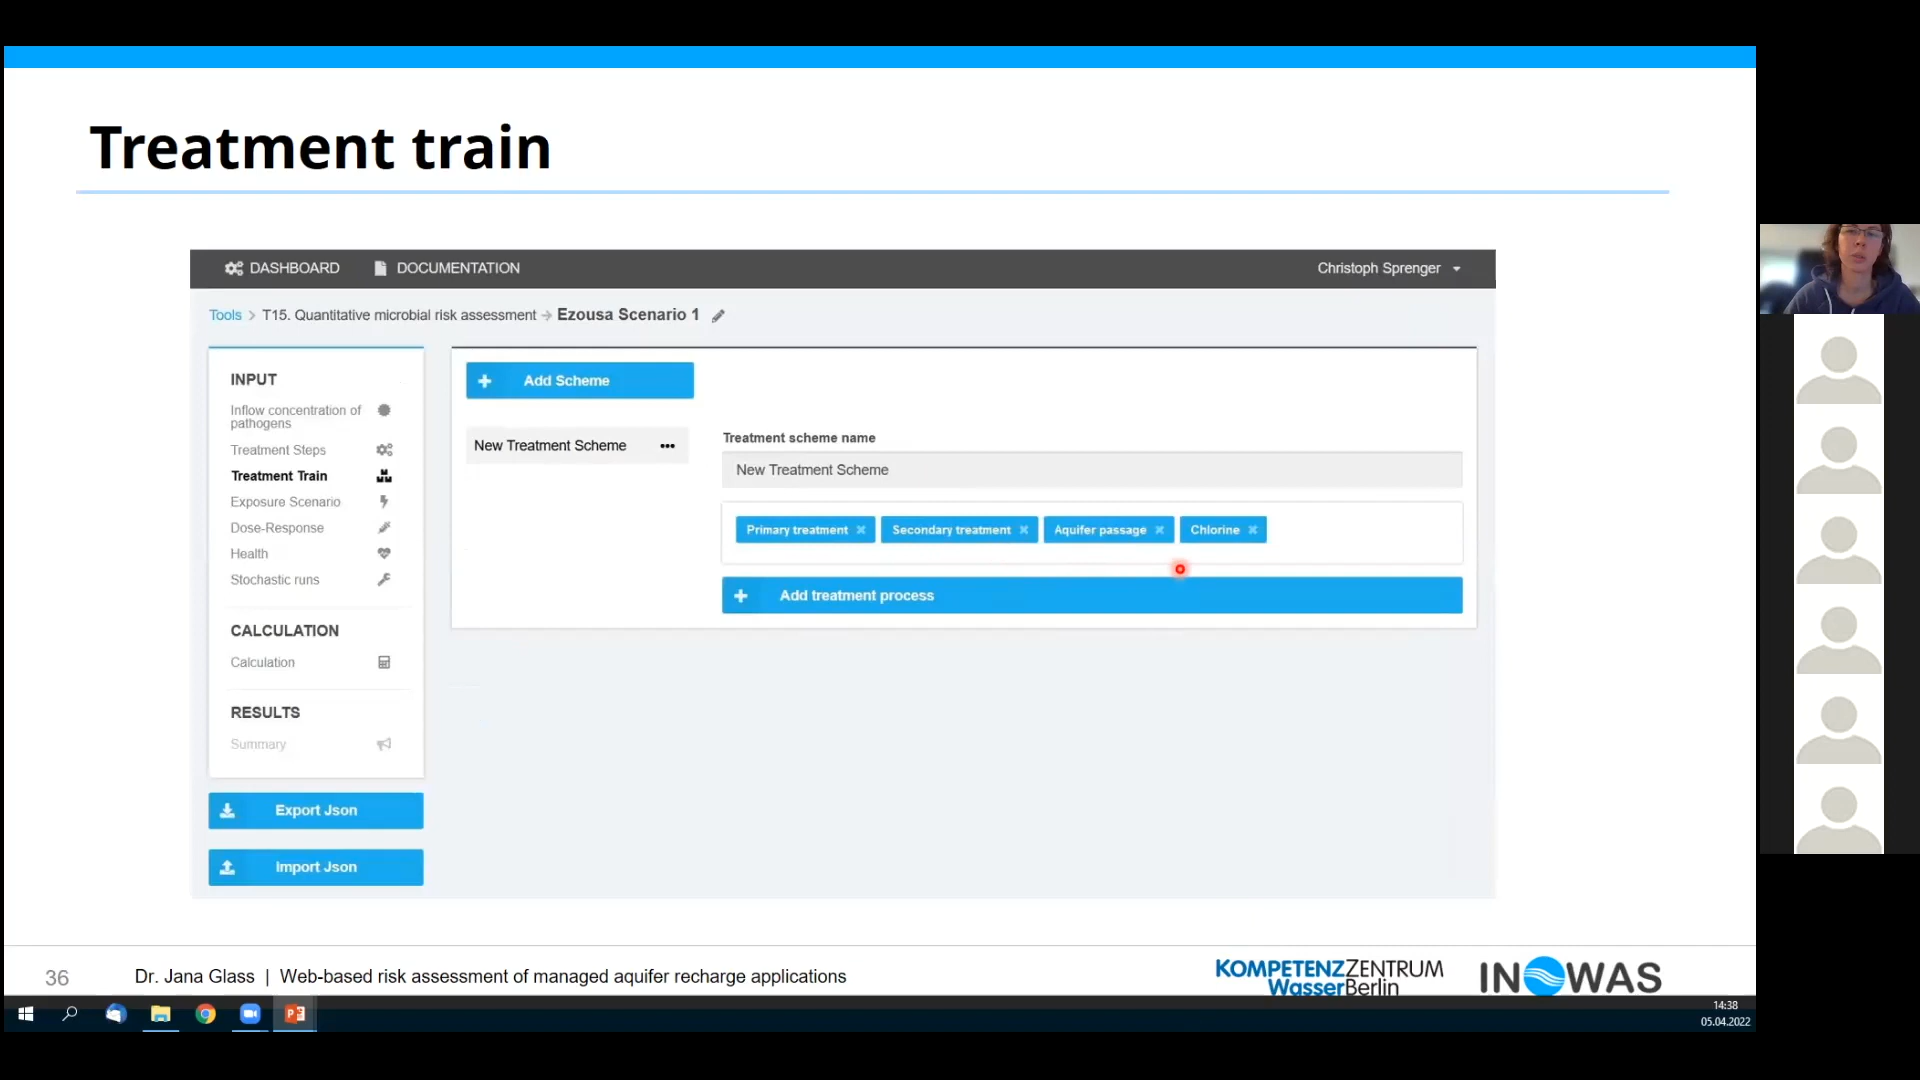 Treatment train
DASHBOARD DOCUMENTATION Christoph Sprenger
Tools > T15. Quantitative microbial risk assessment → Ezousa Scenario 1
INPUT
Inflow concentration of
pathogens
Treatment Steps
Treatment Train
Exposure Scenario
Dose-Response
Health
Stochastic runs
CALCULATION
Calculation
RESULTS
Summary
Export Json
Import Json
Add Scheme
New Treatment Scheme
Treatment scheme name
New Treatment Scheme
Primary treatment Secondary treatment Aquifer passage Chlorine
Add treatment process
36 Dr. Jana Glass | Web-based risk assessment of managed aquifer recharge applications
KOMPETENZZENTRUM
WasserBerlin
INOWAS
14:38
05.04.2022